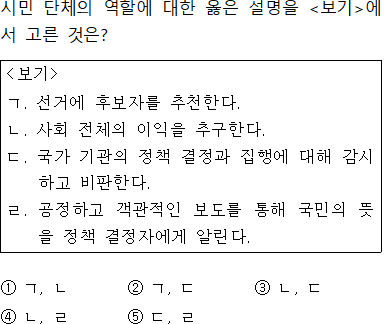 시민 단체의 역할에 대한 옳은 설명을 <보기>에
서 고른 것은?
<보기>
ㄱ. 선거에 후보자를 추천한다.
ㄴ. 사회 전체의 이익을 추구한다.
ㄷ. 국가 기관의 정책 결정과 집행에 대해 감시
하고 비판한다.
ㄹ. 공정하고 객관적인 보도를 통해 국민의 뜻
을 정책 결정자에게 알린다.
① ㄱ, ㄴ ② ㄱ, ㄷ ③ ㄴ, ㄷ
④ ㄴ, ㄹ ⑤ ㄷ, ㄹ